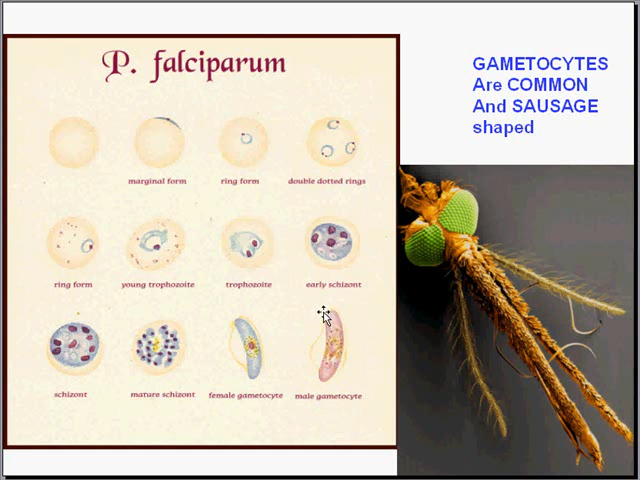 P. falciparum
GAMETOCYTES
Are COMMON
And SAUSAGE
shaped
marginal form
ring form
double dotted rings
ring form
young trophozoite
trophozoite
early schizont
schizont
mature schizont
female gametocyte
male gametocyte